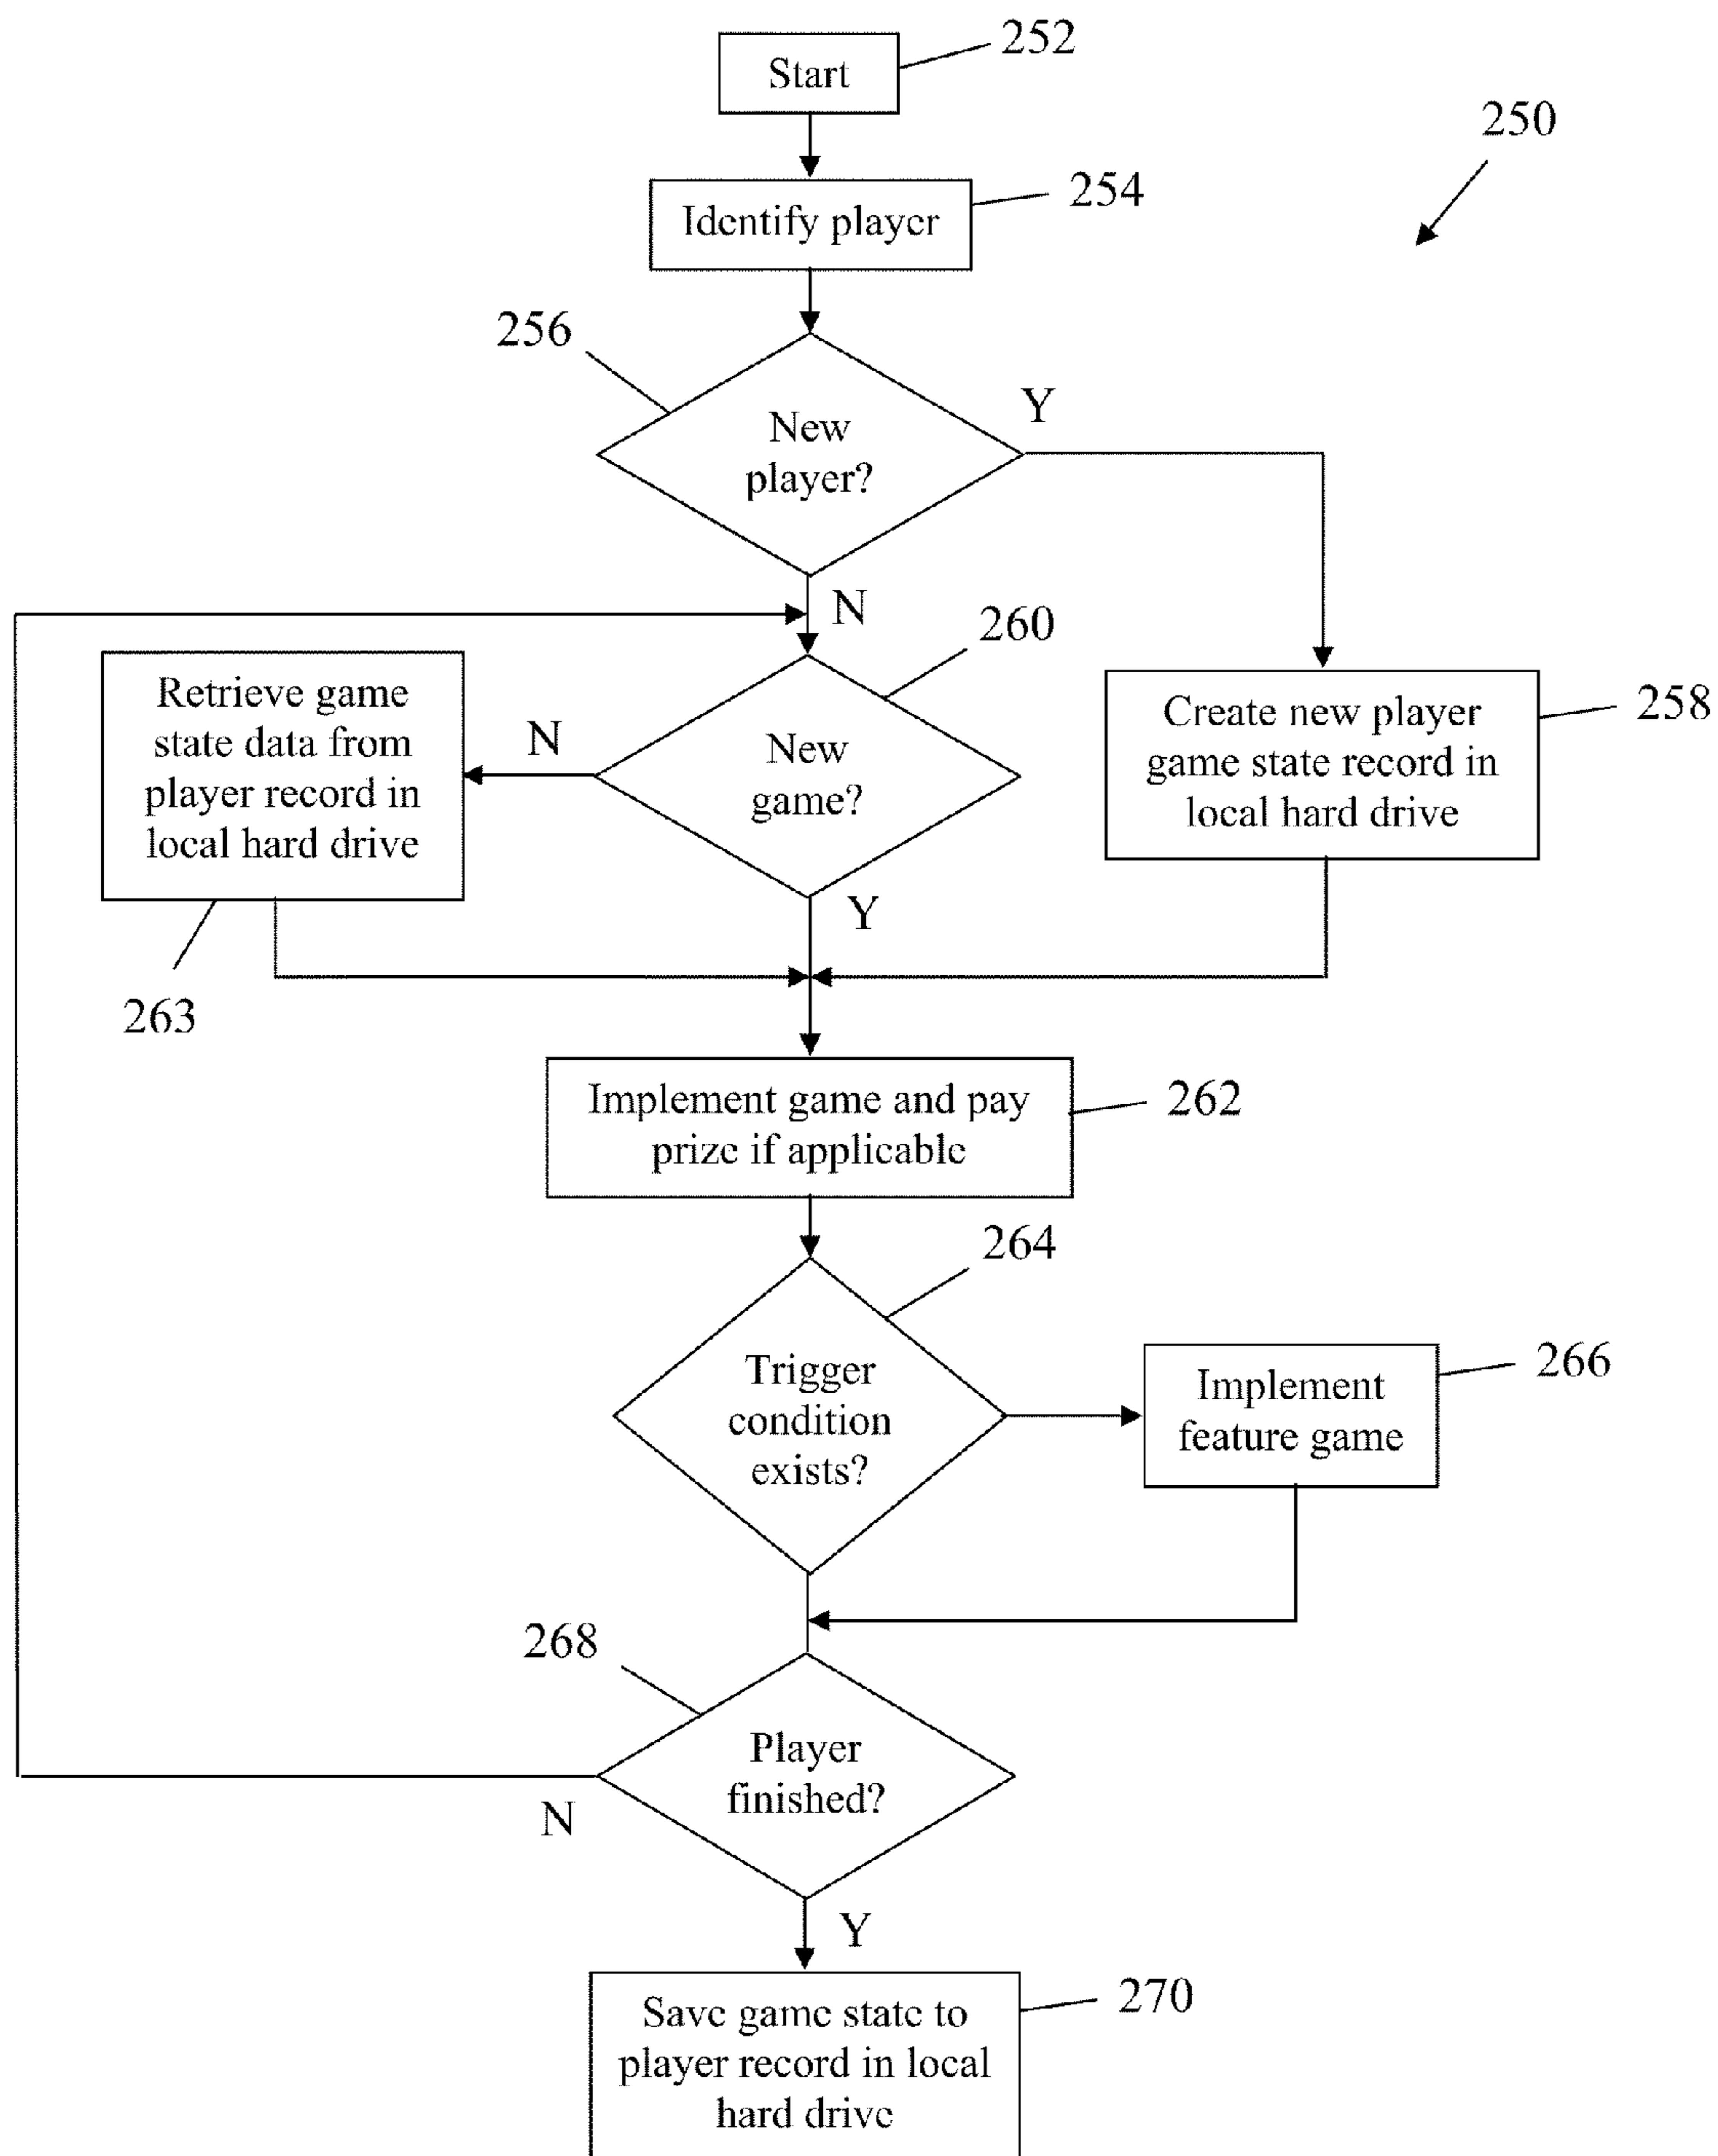 252
Start
250
254
Identify player
256
Y
New
player?
N
260
Retrieve game
state data from
player record in
local hard drive
N
New
game?
Create new player
game state record in
local hard drive
258
Y
263
Implement game and pay
prize if applicable
262
264
Trigger
condition
exists?
Implement
feature game
266
268
Player
finished?
N
Y
Save game state to
player record in local
hard drive
270